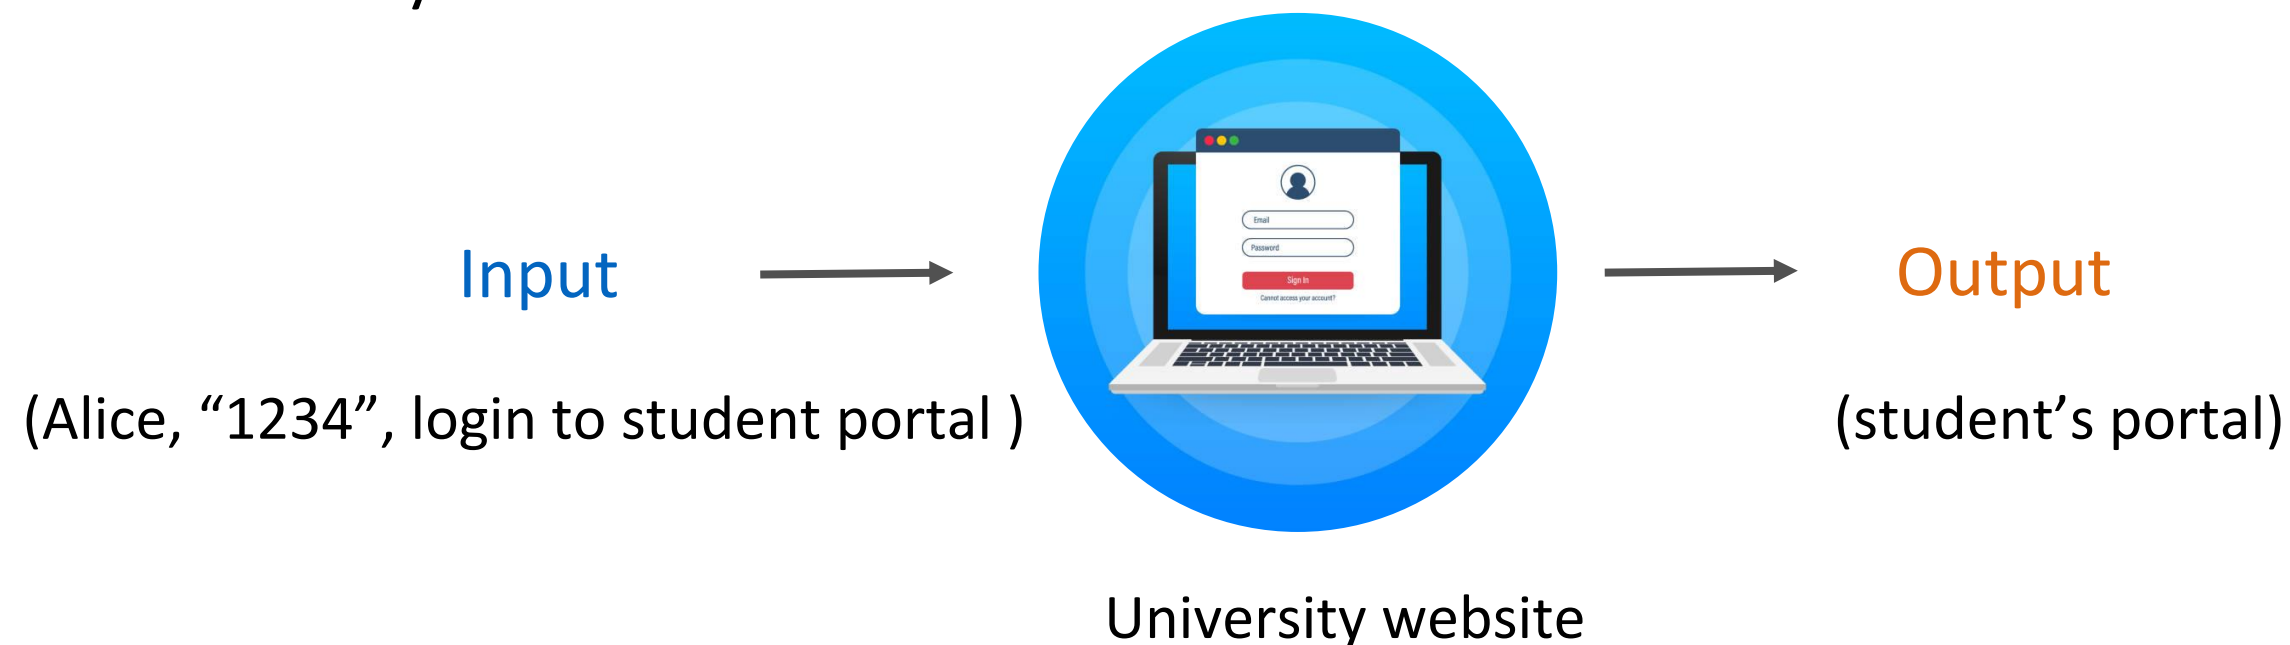 Email
Password
Sign In
Cannot access your account?
Input
Output
(Alice, “1234”, login to student portal )
(student’s portal)
University website